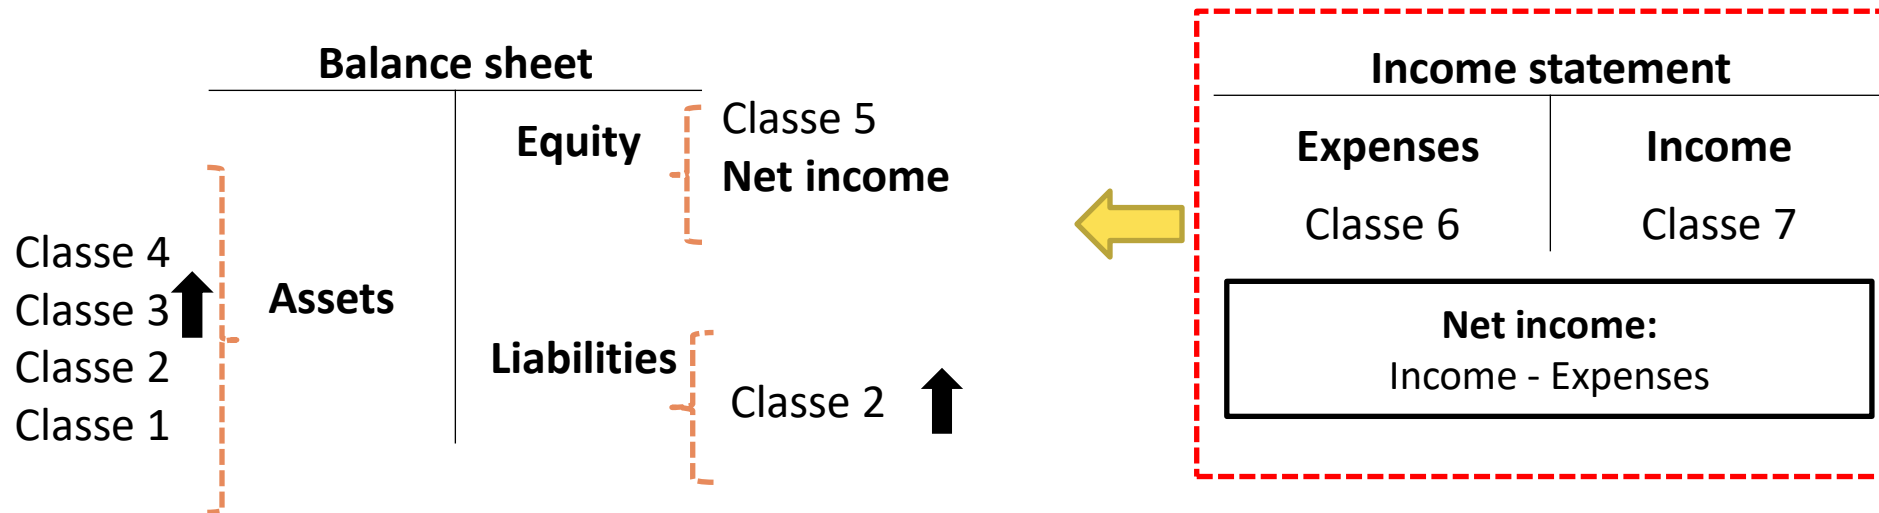 Balance sheet
Equity
Classe 5
Net income
Classe 4
Classe 3
Classe 2
Classe 1
Assets
Liabilities
Classe 2
Income statement
Expenses
Income
Classe 6
Classe 7
Net income:
Income - Expenses